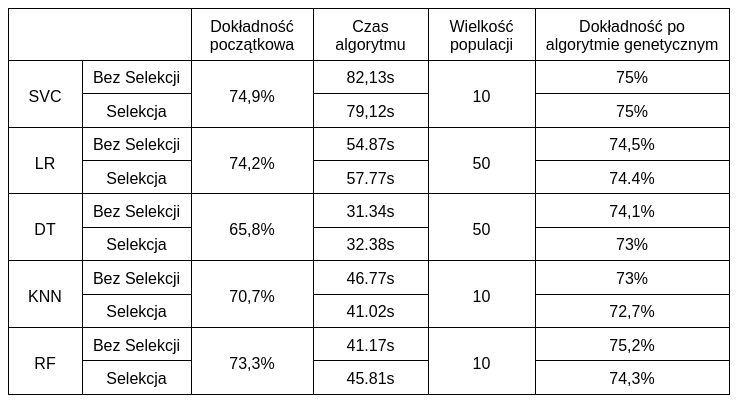 Dokładność początkowa Czas algorytmu Wielkość populacji Dokładność po algorytmie genetycznym
SVC Bez Selekcji 74,9% 82,13s 10 75%
Selekcja 79,12s 75%
LR Bez Selekcji 74,2% 54.87s 50 74,5%
Selekcja 57.77s 74.4%
DT Bez Selekcji 65,8% 31.34s 50 74,1%
Selekcja 32.38s 73%
KNN Bez Selekcji 70,7% 46.77s 10 73%
Selekcja 41.02s 72,7%
RF Bez Selekcji 73,3% 41.17s 10 75,2%
Selekcja 45.81s 74,3%